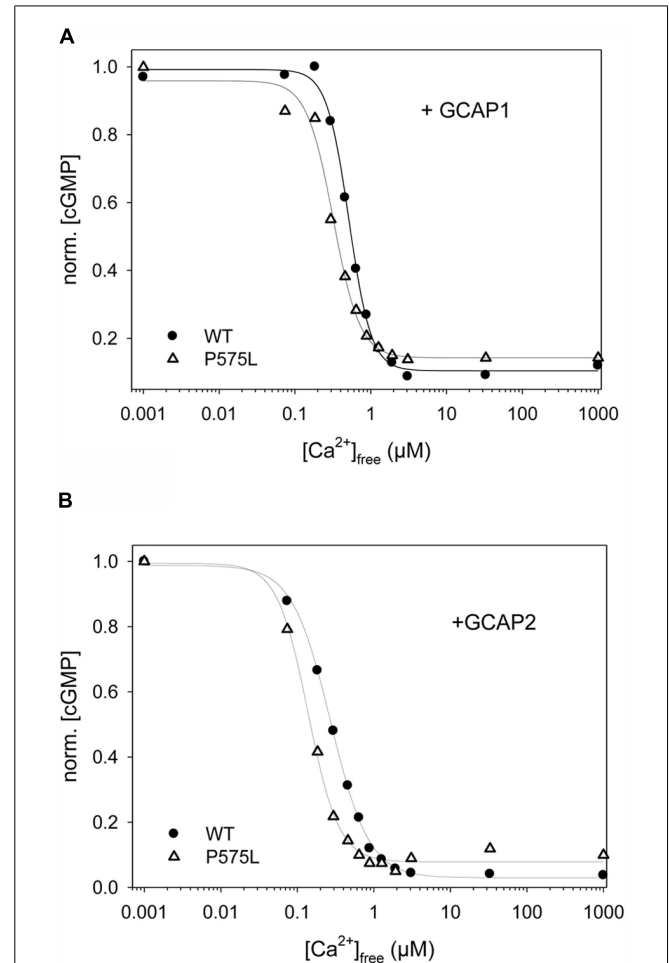 A
1.0
0.8
0.6
0.4
0.2
norm. [cGMP]
+ GCAP1
WT
P575L
0.001 0.01 0.1 1 10 100 1000
[Ca²⁺]free (µM)
B
1.0
0.8
0.6
0.4
0.2
0.0
norm. [cGMP]
+GCAP2
WT
P575L
0.001 0.01 0.1 1 10 100 1000
[Ca²⁺]free (µM)